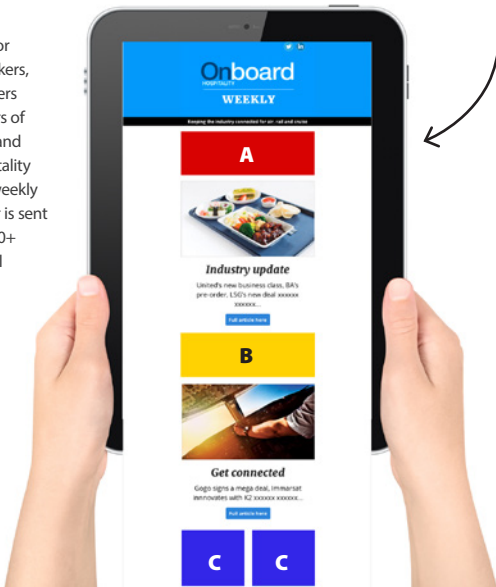 or
kers,
ers
s of
and
ality
weekly
r is sent
0+
l
Onboard
HOSPITALITY
WEEKLY
Keeping the industry connected for air, rail and cruise
A
Industry update
United's new business class, BA's
pre-order, LSG's new deal xxxxxx
xxxxxx...
Full article here
B
Get connected
Gogo signs a mega deal, Immarsat
innnovates with K2 xxxxxx xxxxxx...
Full article here
C C